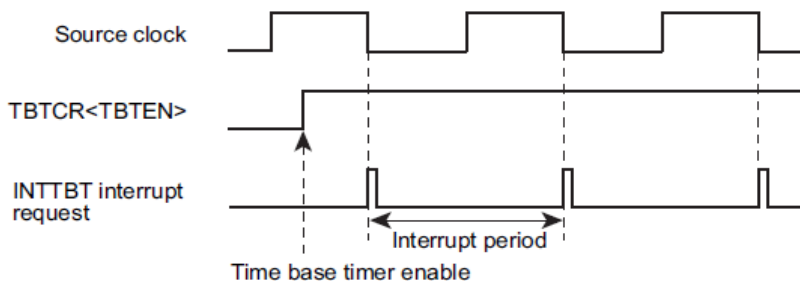 Source clock
TBTCR<TBTEN>
INTTBT interrupt
request
Interrupt period
Time base timer enable